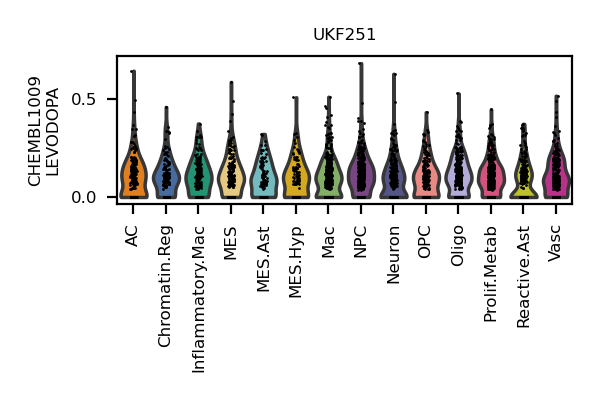 UKF251
CHEMBL1009
LEVODOPA
0.5
0.0
AC
Chromatin.Reg
Inflammatory.Mac
MES
MES.Ast
MES.Hyp
Mac
NPC
Neuron
OPC
Oligo
Prolif.Metab
Reactive.Ast
Vasc